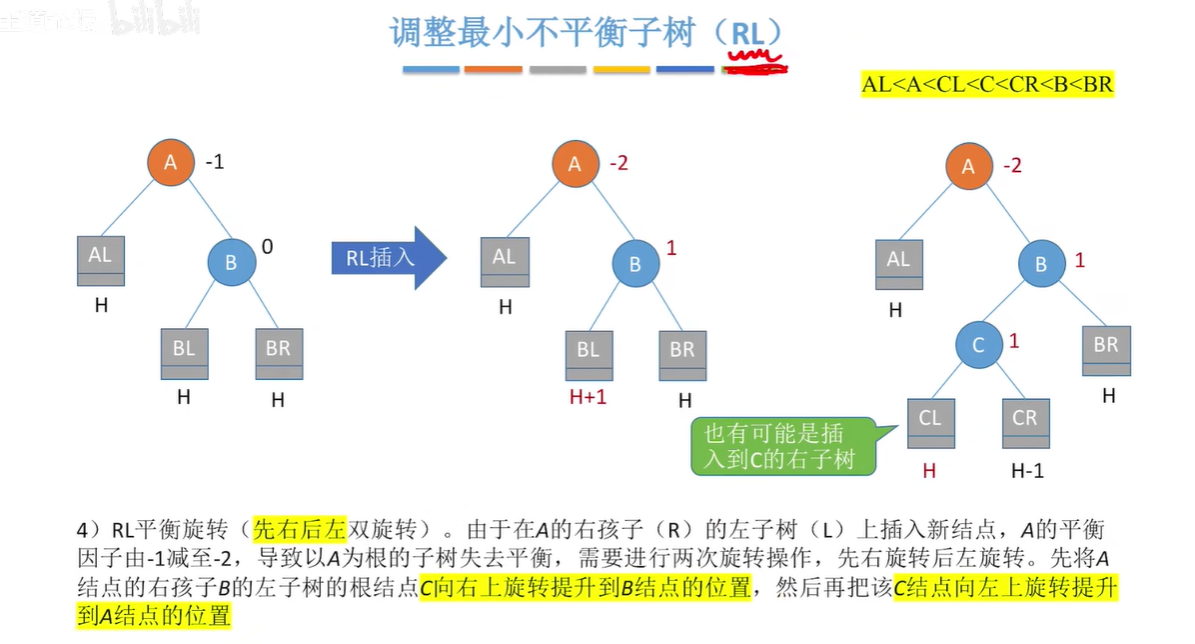 bilibili
调整最小不平衡子树（RL）
AL<A<CL<C<CR<B<BR
A -1
AL
H
B 0
BL
H
BR
H
RL插入
A -2
AL
H
B 1
BL
H+1
BR
H
A -2
AL
H
B 1
C 1
BR
H
CL
H
CR
H-1
也有可能是插
入到C的右子树
4）RL平衡旋转（先右后左双旋转）。由于在A的右孩子（R）的左子树（L）上插入新结点，A的平衡
因子由-1减至-2，导致以A为根的子树失去平衡，需要进行两次旋转操作，先右旋转后左旋转。先将A
结点的右孩子B的左子树的根结点C向右上旋转提升到B结点的位置，然后再把该C结点向左上旋转提升
到A结点的位置